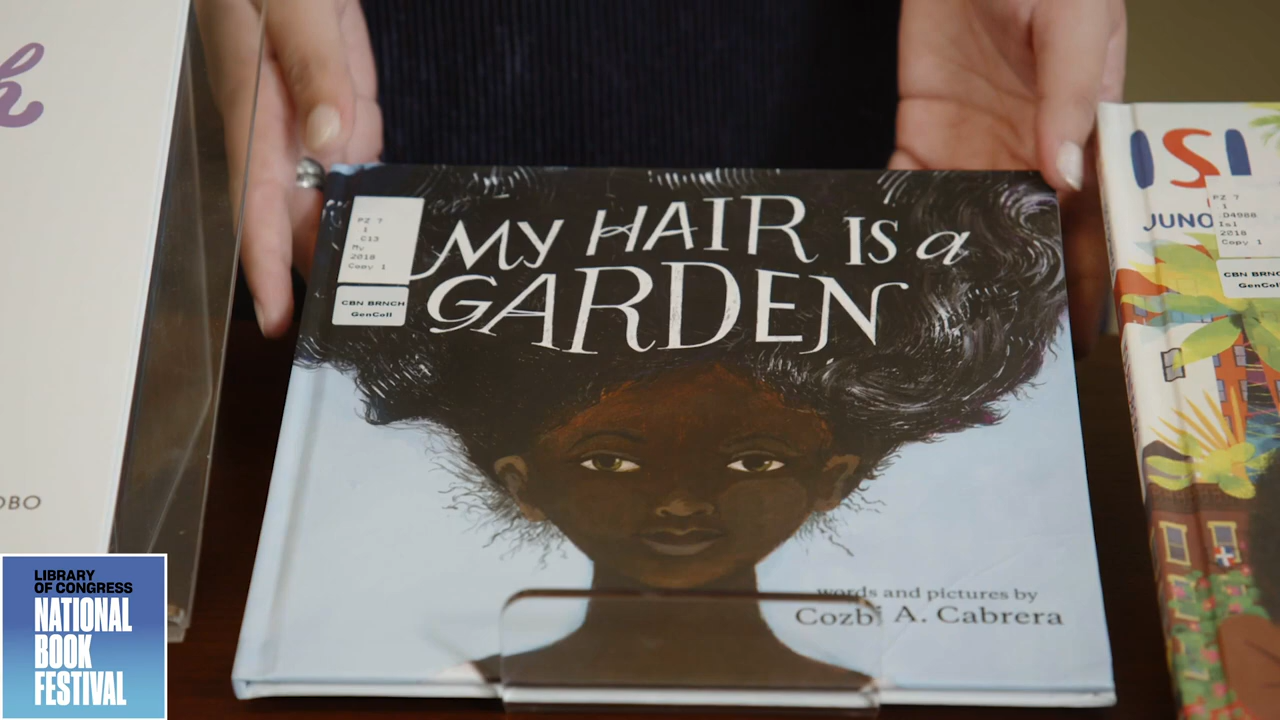 h
OBO
PZ 7
.1
.C13
My
2018
Copy 1
CBN BRNCH
GenColl
MY HAIR IS a
GARDEN
words and pictures by
Cozbi A. Cabrera
ISI
JUNO
PZ 7
.1
.D4988
Isl
2018
Copy 1
CBN BRNC
GenColl
LIBRARY
OF CONGRESS
NATIONAL
BOOK
FESTIVAL